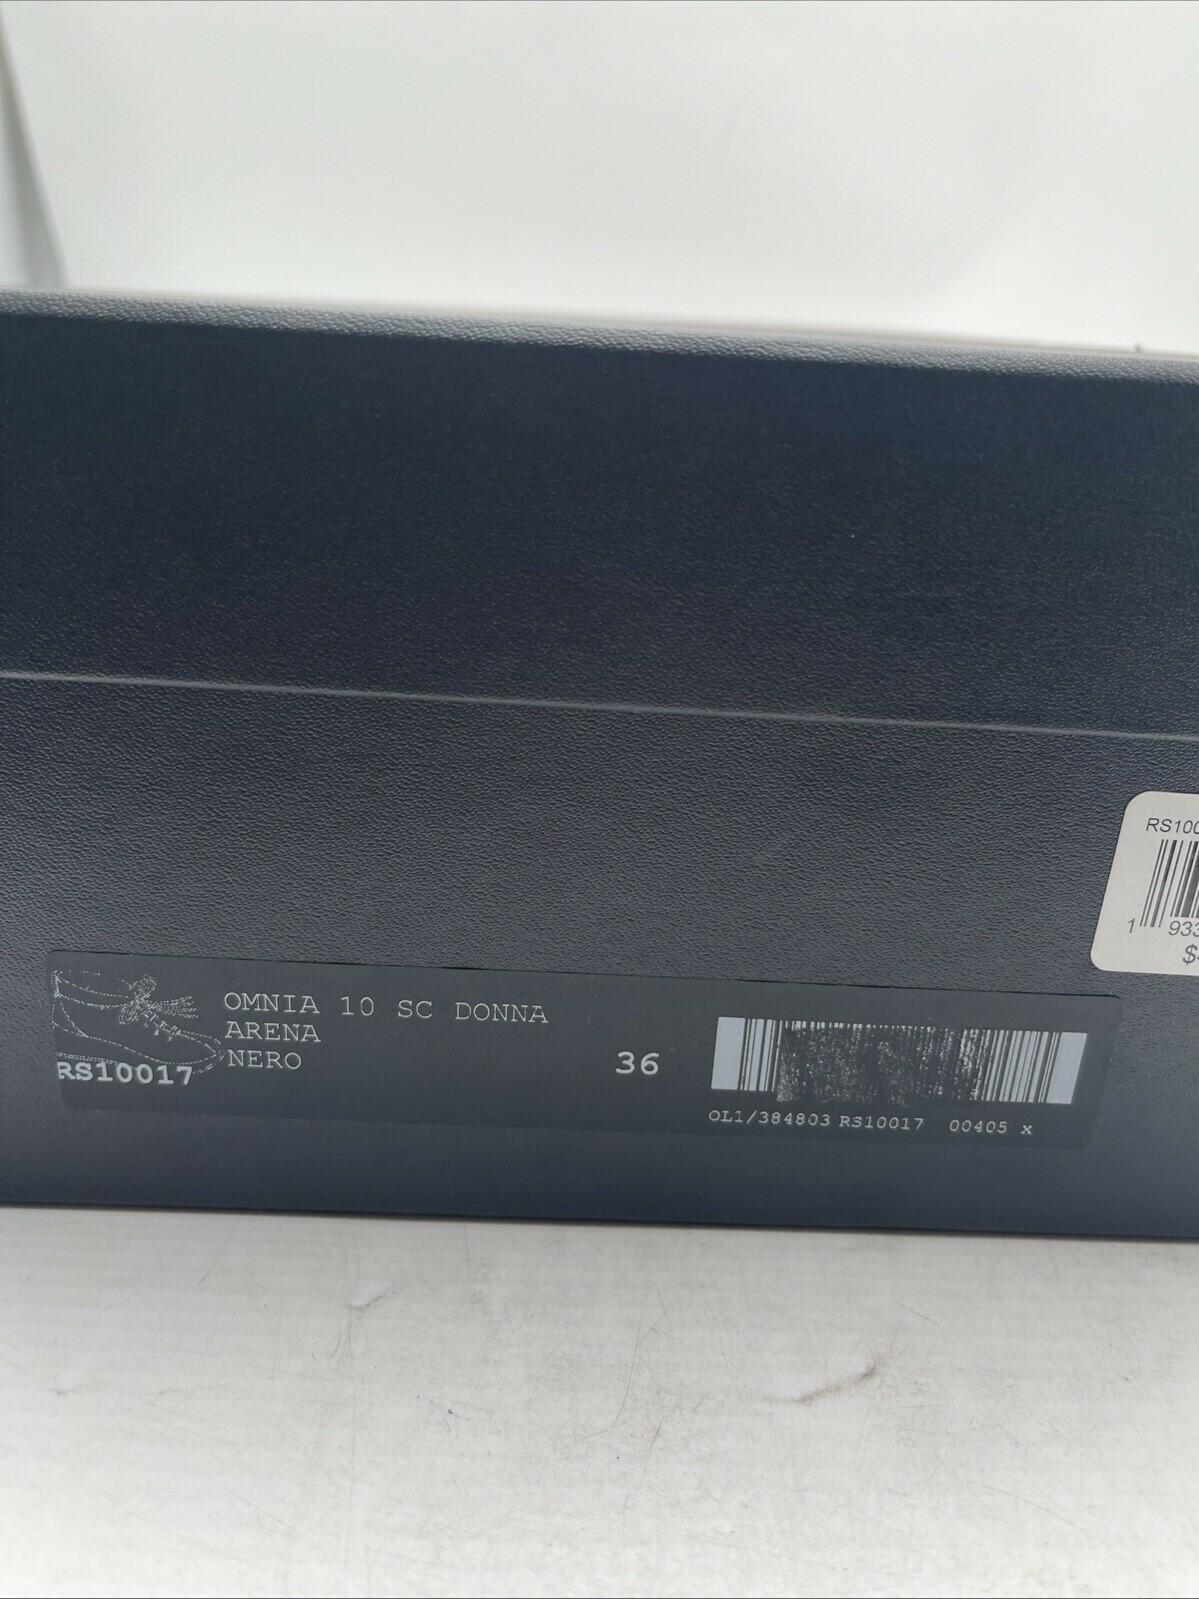 RS100
1 933
$
OMNIA 10 SC DONNA
ARENA
NERO
RS10017
36
OL1/384803 RS10017 00405 x